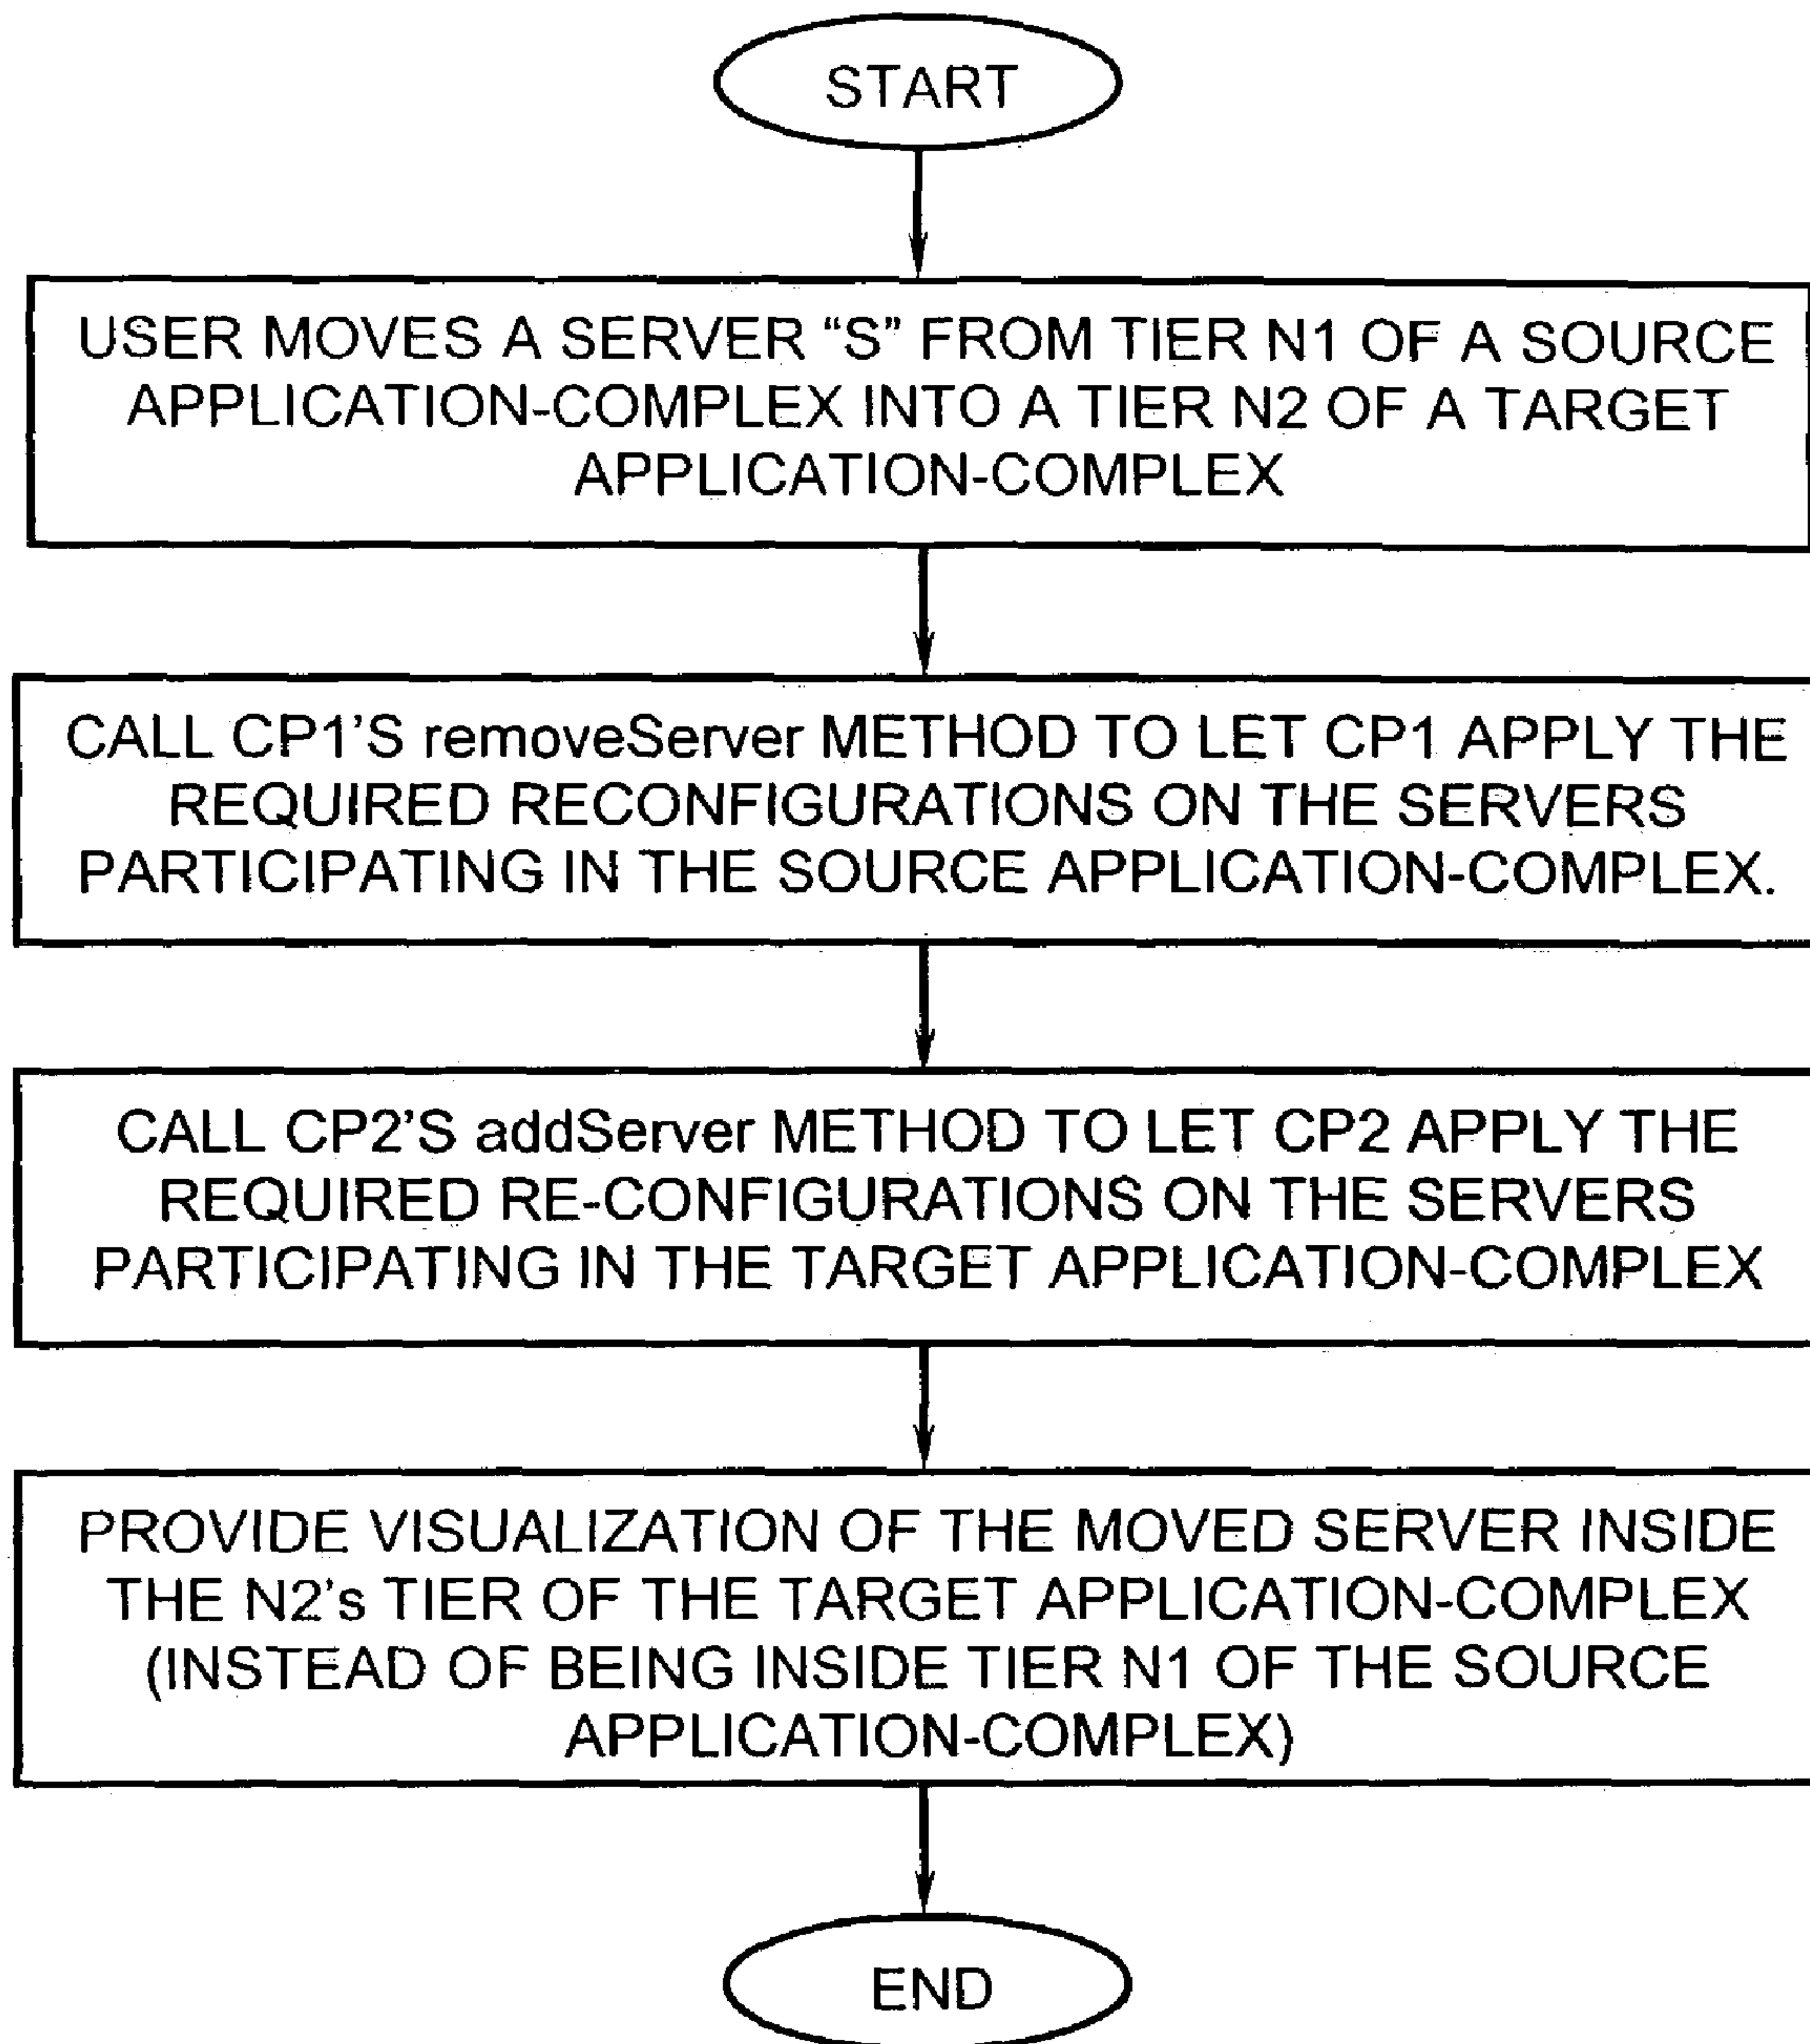 START
USER MOVES A SERVER “S” FROM TIER N1 OF A SOURCE
APPLICATION-COMPLEX INTO A TIER N2 OF A TARGET
APPLICATION-COMPLEX
CALL CP1’S removeServer METHOD TO LET CP1 APPLY THE
REQUIRED RECONFIGURATIONS ON THE SERVERS
PARTICIPATING IN THE SOURCE APPLICATION-COMPLEX.
CALL CP2’S addServer METHOD TO LET CP2 APPLY THE
REQUIRED RE-CONFIGURATIONS ON THE SERVERS
PARTICIPATING IN THE TARGET APPLICATION-COMPLEX
PROVIDE VISUALIZATION OF THE MOVED SERVER INSIDE
THE N2’s TIER OF THE TARGET APPLICATION-COMPLEX
(INSTEAD OF BEING INSIDE TIER N1 OF THE SOURCE
APPLICATION-COMPLEX)
END